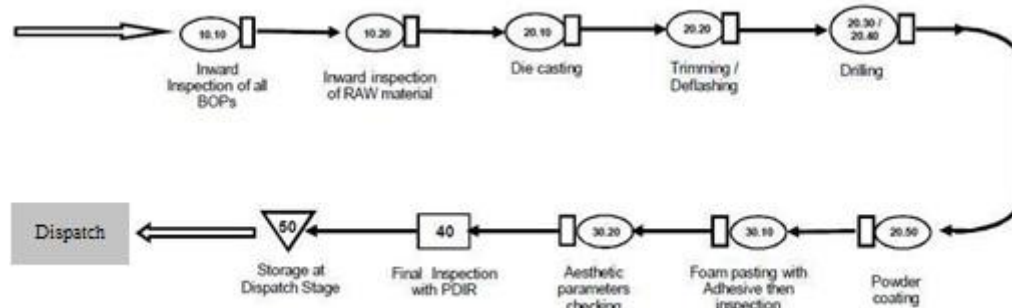 10.10
10.20
20.10
20.20
20.30 /
20.40
Inward
Inspection of all
BOPs
Inward inspection
of RAW material
Die casting
Trimming /
Deflashing
Drilling
Dispatch
50
40
30.20
30.10
20.50
Storage at
Dispatch Stage
Final Inspection
with PDIR
Aesthetic
parameters
checking
Foam pasting with
Adhesive then
inspection
Powder
coating